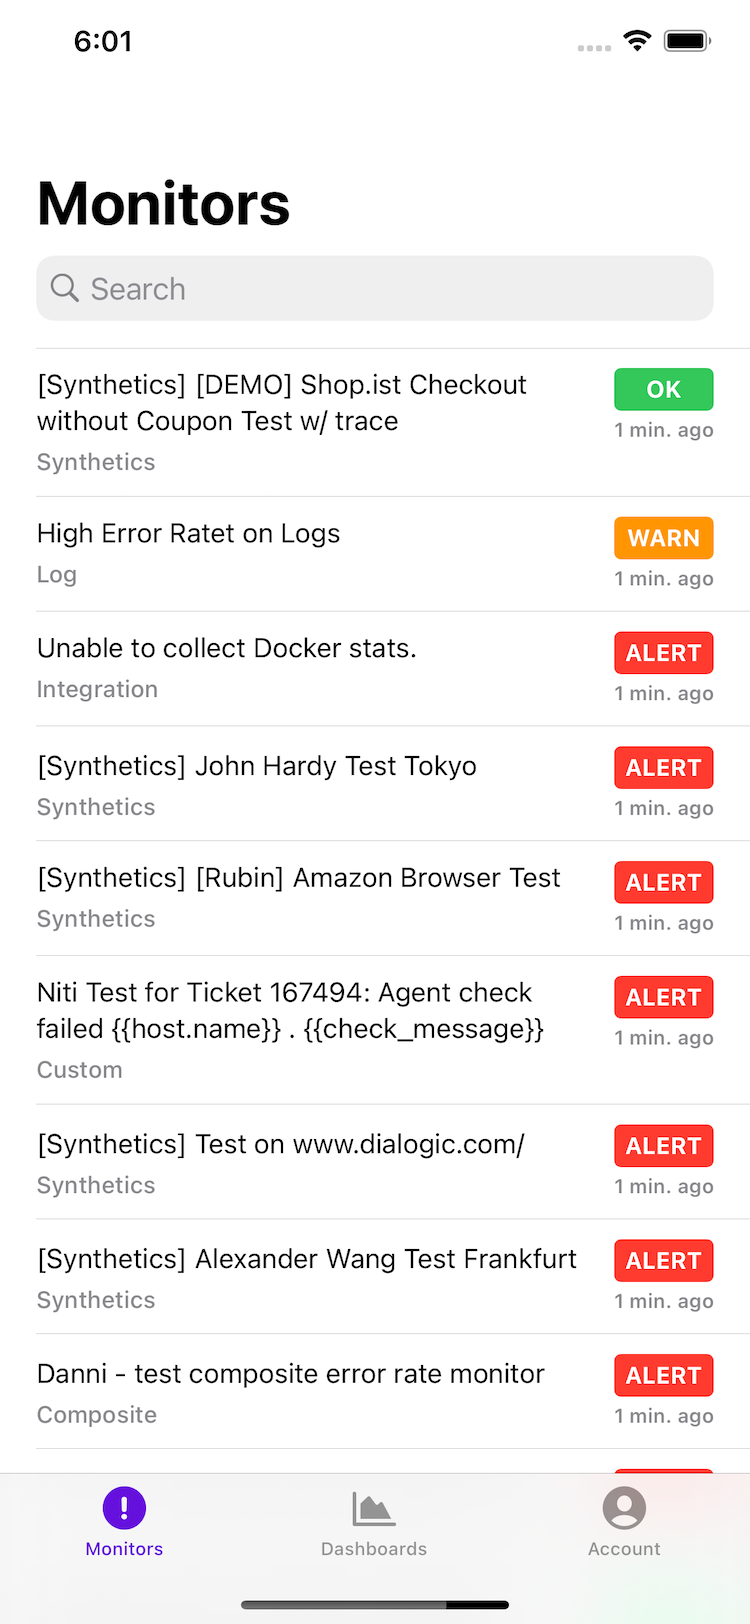 6:01
Monitors
Search
[Synthetics] [DEMO] Shop.ist Checkout
without Coupon Test w/ trace
Synthetics
OK
1 min. ago
High Error Ratet on Logs
Log
WARN
1 min. ago
Unable to collect Docker stats.
Integration
ALERT
1 min. ago
[Synthetics] John Hardy Test Tokyo
Synthetics
ALERT
1 min. ago
[Synthetics] [Rubin] Amazon Browser Test
Synthetics
ALERT
1 min. ago
Niti Test for Ticket 167494: Agent check
failed {{host.name}} . {{check_message}}
Custom
ALERT
1 min. ago
[Synthetics] Test on www.dialogic.com/
Synthetics
ALERT
1 min. ago
[Synthetics] Alexander Wang Test Frankfurt
Synthetics
ALERT
1 min. ago
Danni - test composite error rate monitor
Composite
ALERT
1 min. ago
Monitors
Dashboards
Account